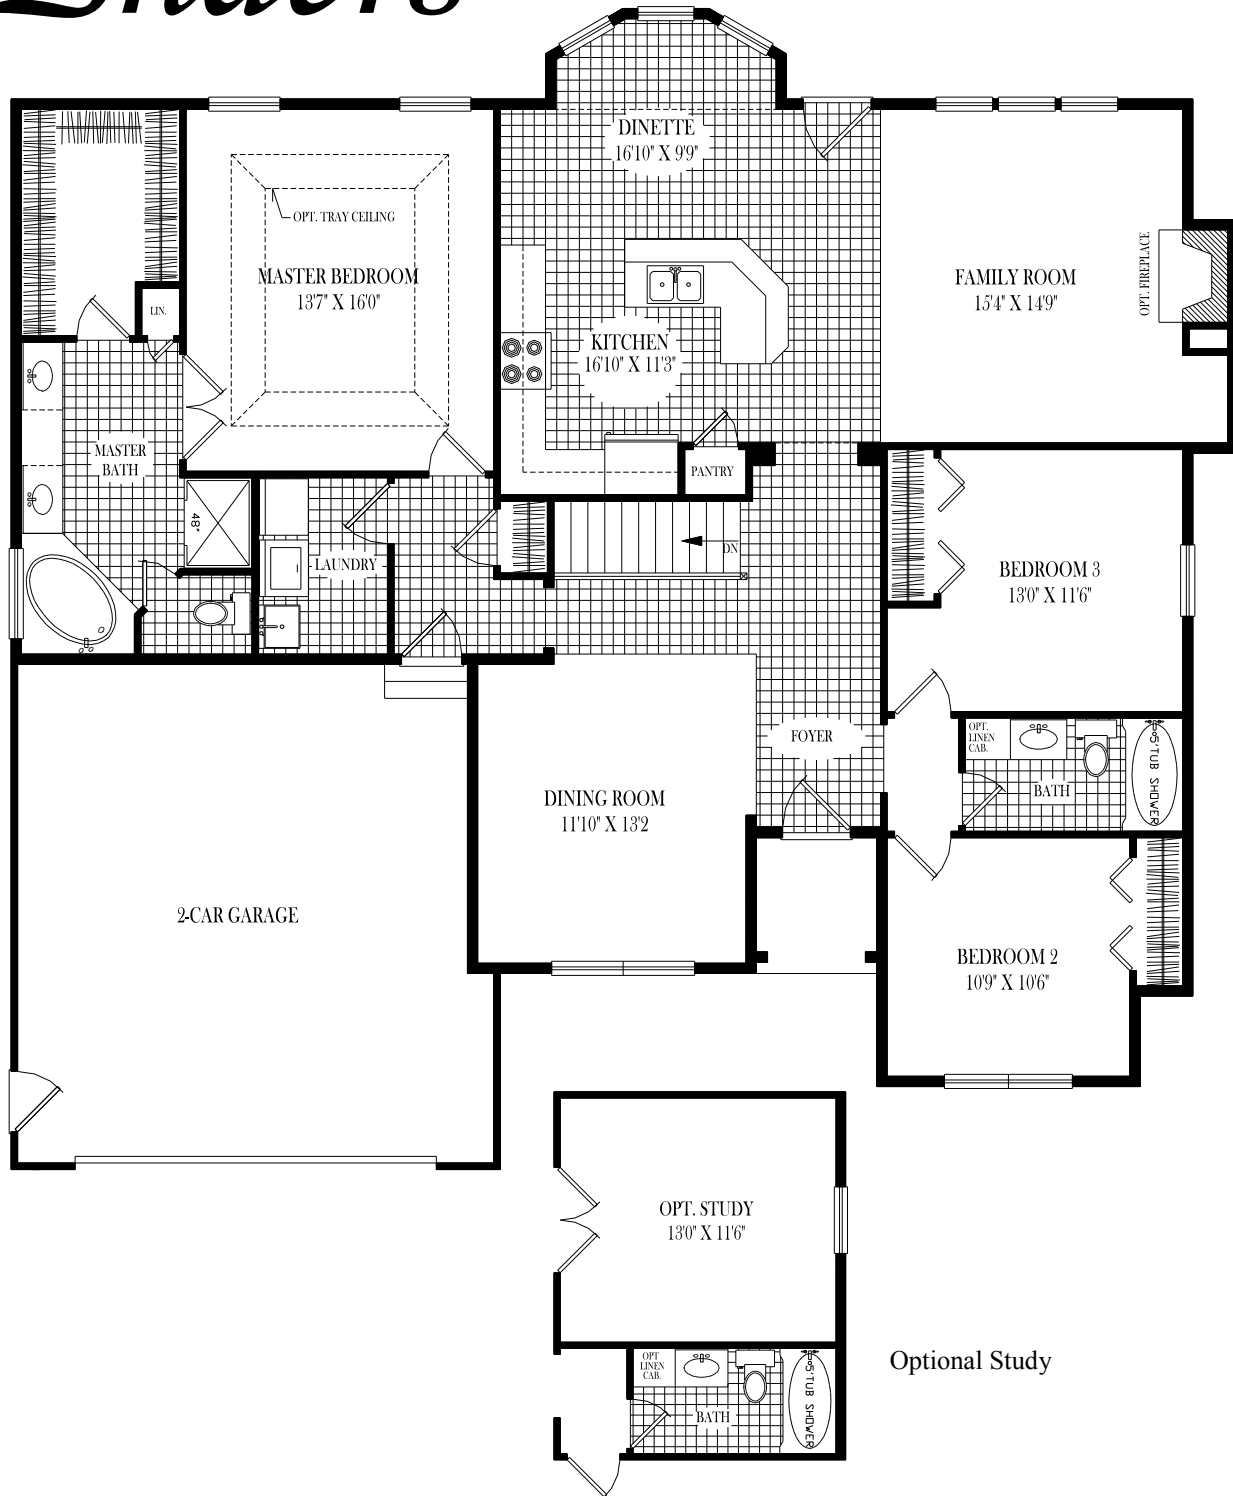 DINETTE
16'10" X 9'9"
OPT. TRAY CEILING
MASTER BEDROOM
13'7" X 16'0"
LIN.
FAMILY ROOM
15'4" X 14'9"
OPT. FIREPLACE
KITCHEN
16'10" X 11'3"
MASTER
BATH
PANTRY
48"
DN
LAUNDRY
BEDROOM 3
13'0" X 11'6"
FOYER
OPT.
LINEN
CAB.
BATH
5' TUB SHOWER
DINING ROOM
11'10" X 13'2
2-CAR GARAGE
BEDROOM 2
10'9" X 10'6"
OPT. STUDY
13'0" X 11'6"
OPT
LINEN
CAB.
BATH
5' TUB SHOWER
Optional Study